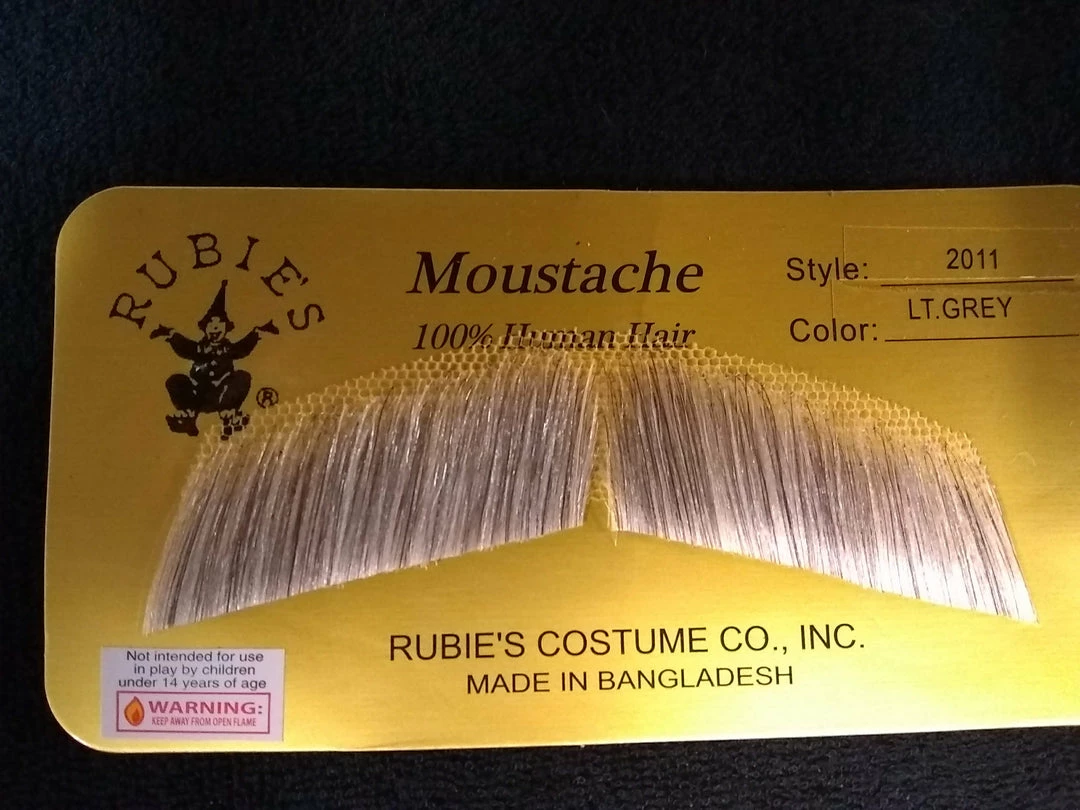 RUBIE'S
®
Moustache
100% Human Hair
Style: 2011
Color: LT.GREY
RUBIE'S COSTUME CO., INC.
MADE IN BANGLADESH
Not intended for use
in play by children
under 14 years of age
WARNING:
KEEP AWAY FROM OPEN FLAME